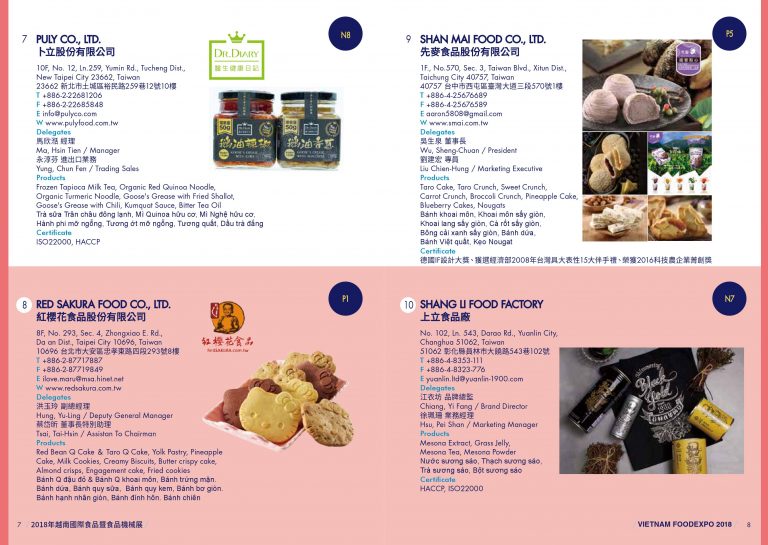 7 PULY CO., LTD.
卜立股份有限公司
N8
DR.DIARY
醫生健康日記
10F, No. 12, Ln.259, Yumin Rd., Tucheng Dist.,
New Taipei City 23662, Taiwan
23662 新北市土城區裕民路259巷12號10樓
T +886-2-22681206
F +886-2-22685848
E info@pulyco.com
W www.pulyfood.com.tw
Delegates
馬欣浩 經理
Ma, Hsin Tien / Manager
永淳芬 進出口業務
Yung, Chun Fen / Trading Sales
Products
Frozen Tapioca Milk Tea, Organic Red Quinoa Noodle,
Organic Turmeric Noodle, Goose's Grease with Fried Shallot,
Goose's Grease with Chili, Kumquat Sauce, Bitter Tea Oil
Trà sữa Trân châu đông lạnh, Mì Quinoa hữu cơ, Mì Nghệ hữu cơ,
Hành phi mỡ ngỗng, Tương ớt mỡ ngỗng, Tương quất, Dầu trà đắng
Certificate
ISO22000, HACCP
9 SHAN MAI FOOD CO., LTD.
先麥食品股份有限公司
P5
1F., No.570, Sec. 3, Taiwan Blvd., Xitun Dist.,
Taichung City 40757, Taiwan
40757 台中市西屯區臺灣大道三段570號1樓
T +886-4-25676689
F +886-4-25676589
E aaron5808@gmail.com
W www.smai.com.tw
Delegates
吳生泉 董事長
Wu, Sheng-Chuan / President
劉建宏 專員
Liu Chien-Hung / Marketing Executive
Products
Taro Cake, Taro Crunch, Sweet Crunch,
Carrot Crunch, Broccoli Crunch, Pineapple Cake,
Blueberry Cakes, Nougats
Bánh khoai môn, Khoai môn sấy giòn,
Khoai lang sấy giòn, Cà rốt sấy giòn,
Bông cải xanh sấy giòn, Bánh dứa,
Bánh Việt quất, Kẹo Nougat
Certificate
德國IF設計大獎、獲選經濟部2008年台灣具大表性15大伴手禮、榮獲2016科技農企業菁創獎
8 RED SAKURA FOOD CO., LTD.
紅櫻花食品股份有限公司
P1
紅櫻花食品
redsakura.com.tw
8F, No. 293, Sec. 4, Zhongxiao E. Rd.,
Da an Dist., Taipei City 10696, Taiwan
10696 台北市大安區忠孝東路四段293號8樓
T +886-2-87717887
F +886-2-87719849
E ilove.maru@msa.hinet.net
W www.redsakura.com.tw
Delegates
洪玉玲 副總經理
Hung, Yu-Ling / Deputy General Manager
蔡岱昕 董事長特別助理
Tsai, Tai-Hsin / Assistan To Chairman
Products
Red Bean Q Cake & Taro Q Cake, Yolk Pastry, Pineapple
Cake, Milk Cookies, Creamy Biscuits, Butter crispy cake,
Almond crisps, Engagement cake, Fried cookies
Bánh Q đậu đỏ & Bánh Q khoai môn, Bánh trứng mặn.
Bánh dứa, Bánh quy sữa, Bánh quy kem, Bánh bơ giòn.
Bánh hạnh nhân giòn, Bánh đính hôn. Bánh chiên
10 SHANG LI FOOD FACTORY
上立食品廠
N7
No. 102, Ln. 543, Darao Rd., Yuanlin City,
Changhua 51062, Taiwan
51062 彰化縣員林市大饒路543巷102號
T +886-4-8353-111
F +886-4-8323-776
E yuanlin.ltd@yuanlin-1900.com
Delegates
江衣坊 品牌總監
Chiang, Yi Fang / Brand Director
徐珮珊 業務經理
Hsu, Pei Shan / Marketing Manager
Products
Mesona Extract, Grass Jelly,
Mesona Tea, Mesona Powder
Nước sương sáo, Thạch sương sáo,
Trà sương sáo, Bột sương sáo
Certificate
HACCP, ISO22000
Black Gold
7 / 2018年越南國際食品暨食品機械展 /
VIETNAM FOODEXPO 2018 / 8